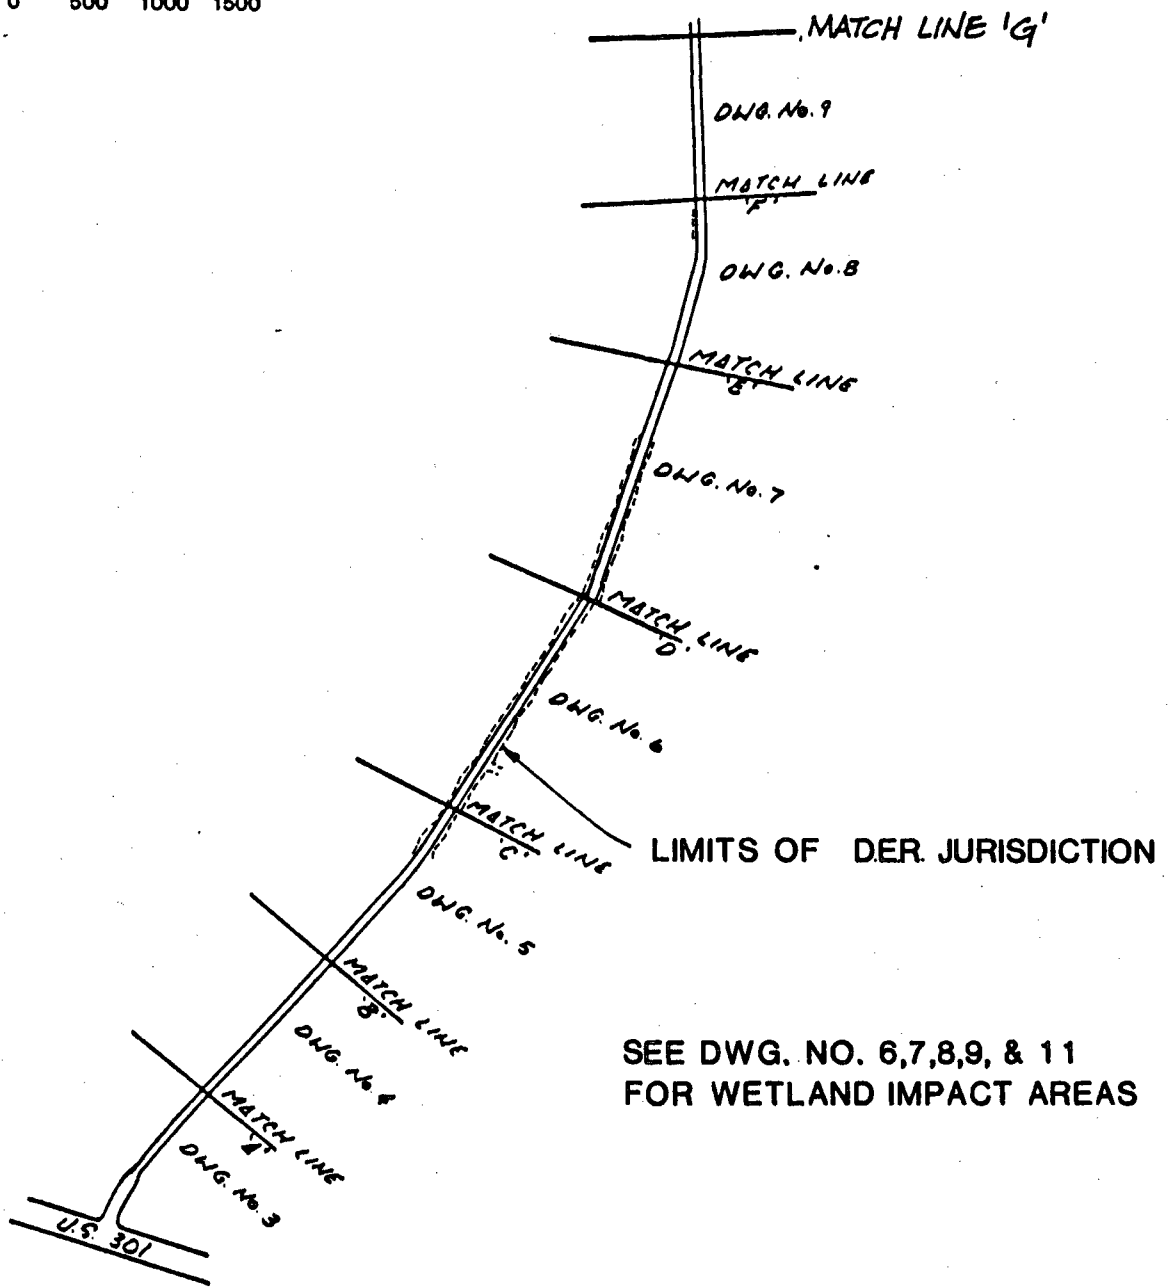 0 500 1000 1500
MATCH LINE 'G'
DWG. No. 9
MATCH LINE
'F'
DWG. No. 8
MATCH LINE
'E'
DWG. No. 7
MATCH LINE
'D'
DWG. No. 6
MATCH LINE
'C'
LIMITS OF D.E.R. JURISDICTION
DWG. No. 5
MATCH LINE
'B'
DWG. No. 4
SEE DWG. NO. 6,7,8,9, & 11
FOR WETLAND IMPACT AREAS
MATCH LINE
'A'
DWG. No. 3
U.S. 301